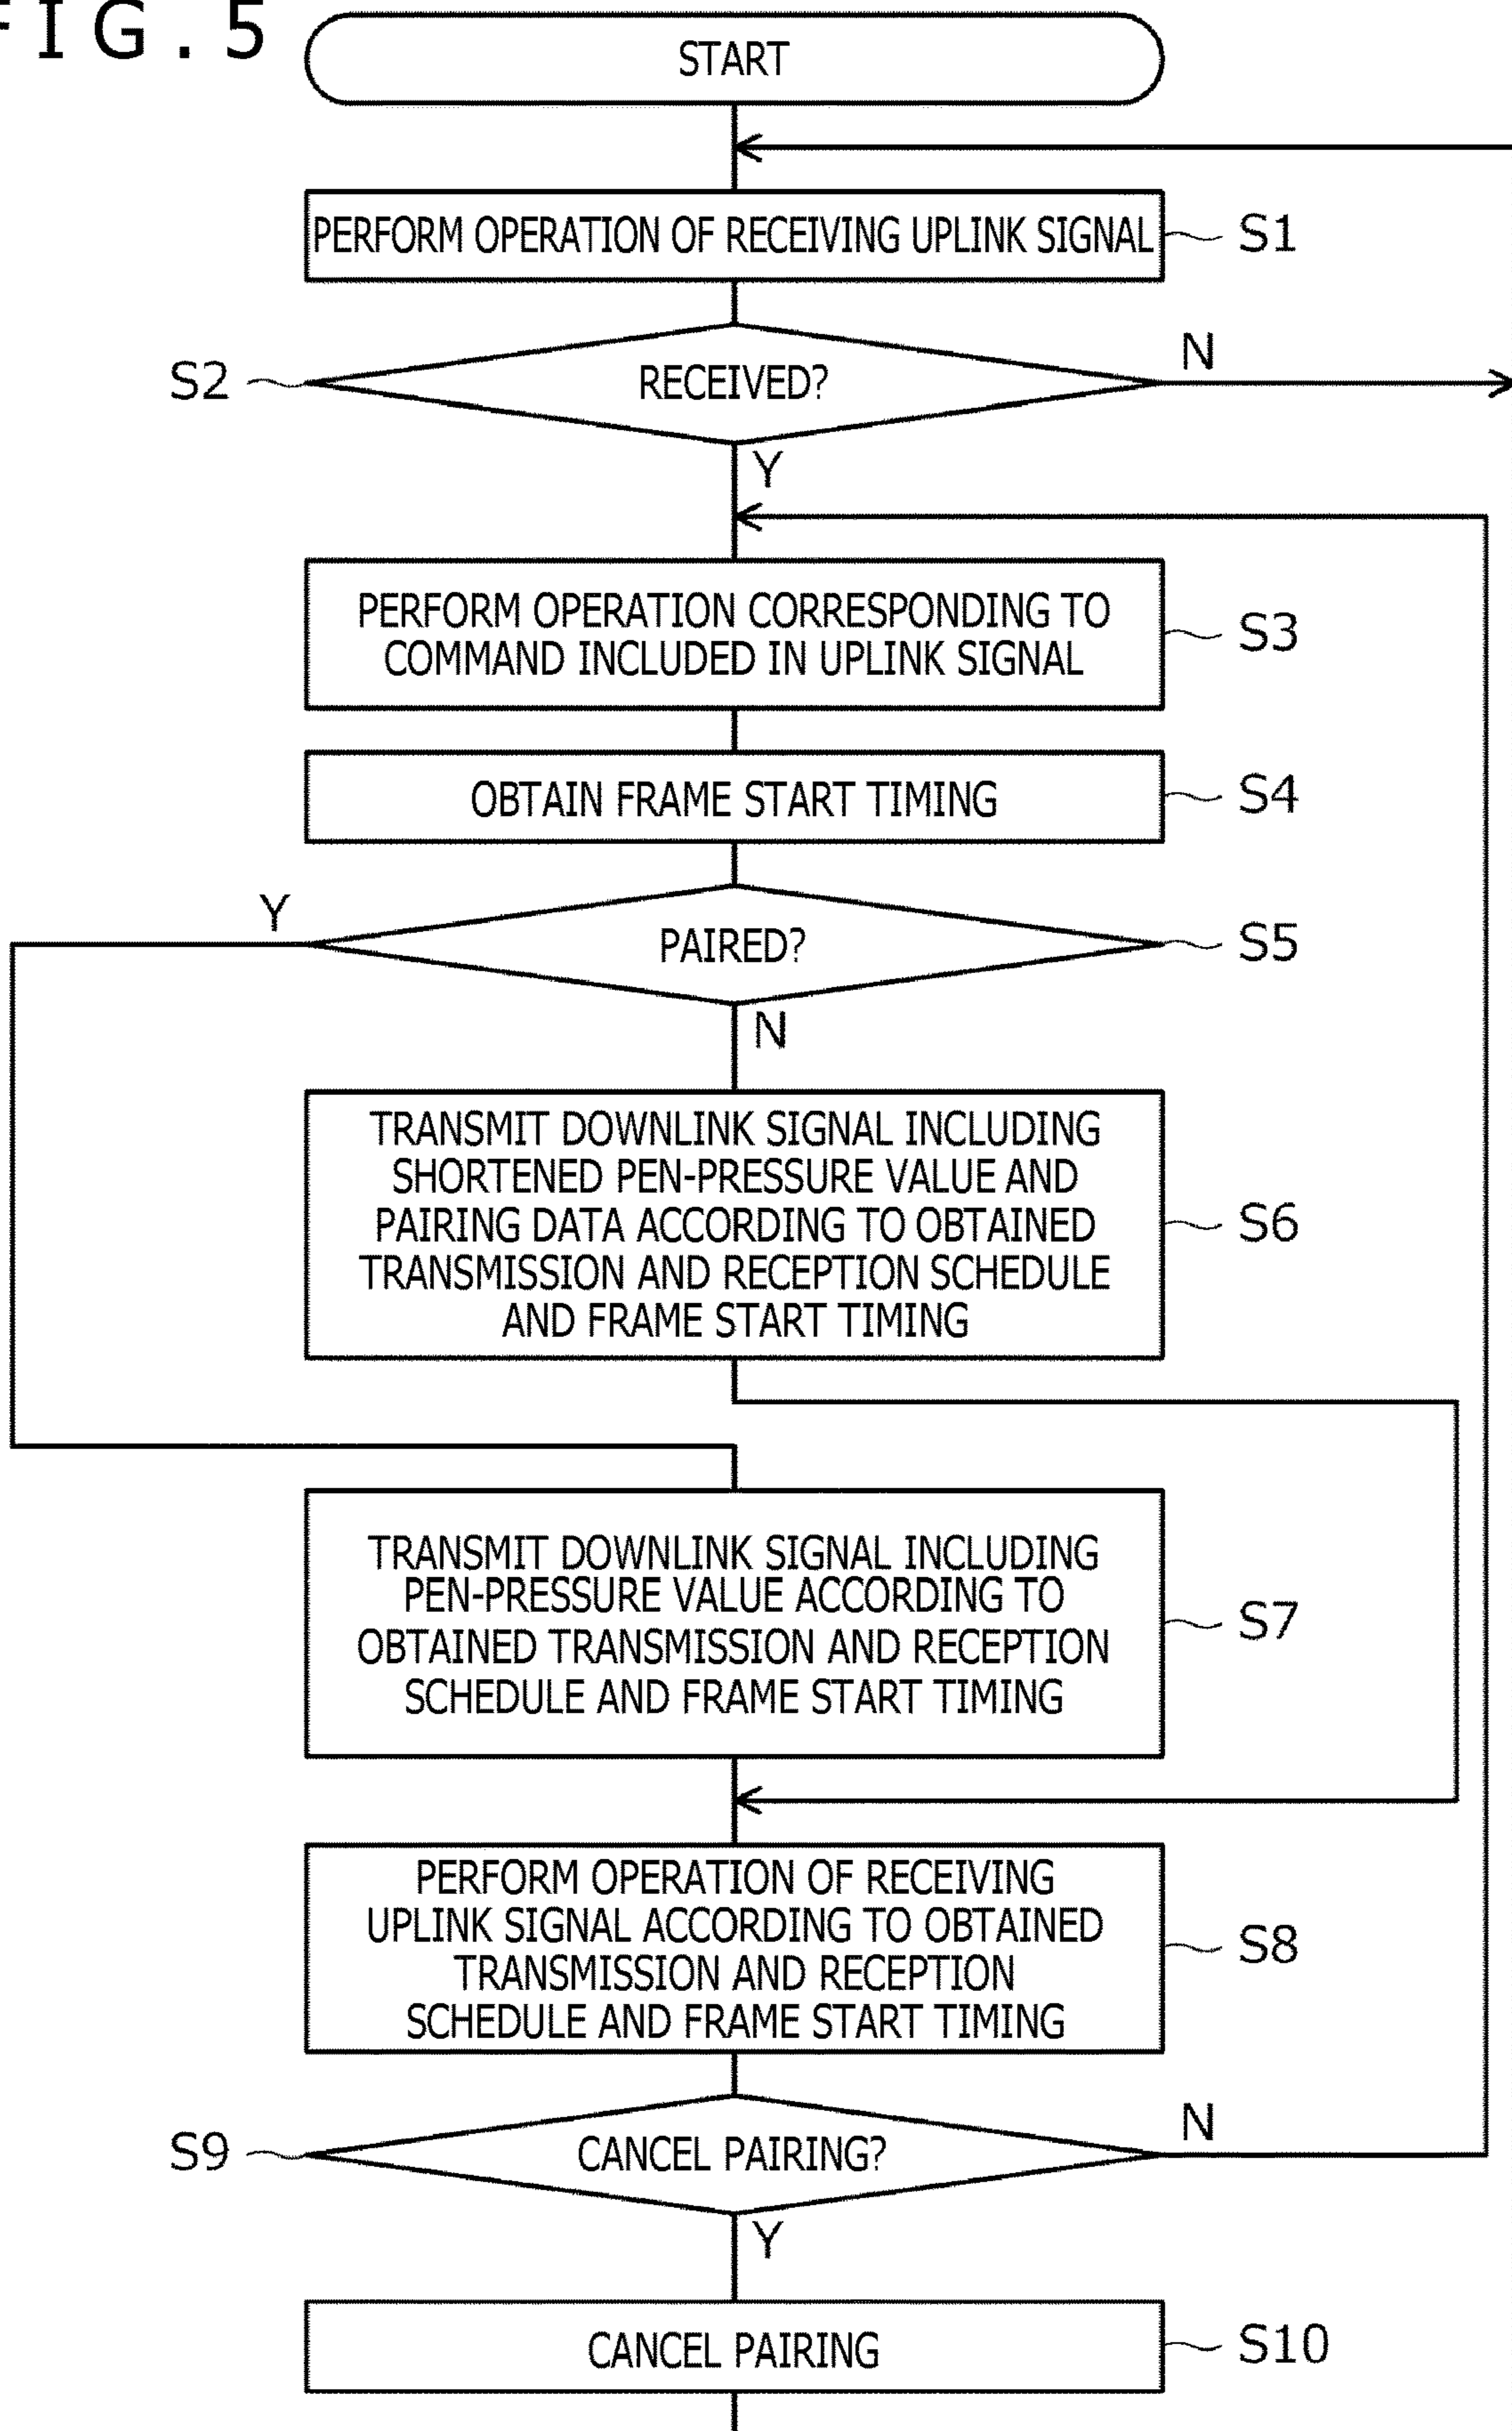 FIG.5
START
PERFORM OPERATION OF RECEIVING UPLINK SIGNAL
S1
S2
RECEIVED?
N
Y
PERFORM OPERATION CORRESPONDING TO
COMMAND INCLUDED IN UPLINK SIGNAL
S3
OBTAIN FRAME START TIMING
S4
Y
PAIRED?
S5
N
TRANSMIT DOWNLINK SIGNAL INCLUDING
SHORTENED PEN-PRESSURE VALUE AND
PAIRING DATA ACCORDING TO OBTAINED
TRANSMISSION AND RECEPTION SCHEDULE
AND FRAME START TIMING
S6
TRANSMIT DOWNLINK SIGNAL INCLUDING
PEN-PRESSURE VALUE ACCORDING TO
OBTAINED TRANSMISSION AND RECEPTION
SCHEDULE AND FRAME START TIMING
S7
PERFORM OPERATION OF RECEIVING
UPLINK SIGNAL ACCORDING TO OBTAINED
TRANSMISSION AND RECEPTION
SCHEDULE AND FRAME START TIMING
S8
S9
CANCEL PAIRING?
N
Y
CANCEL PAIRING
S10